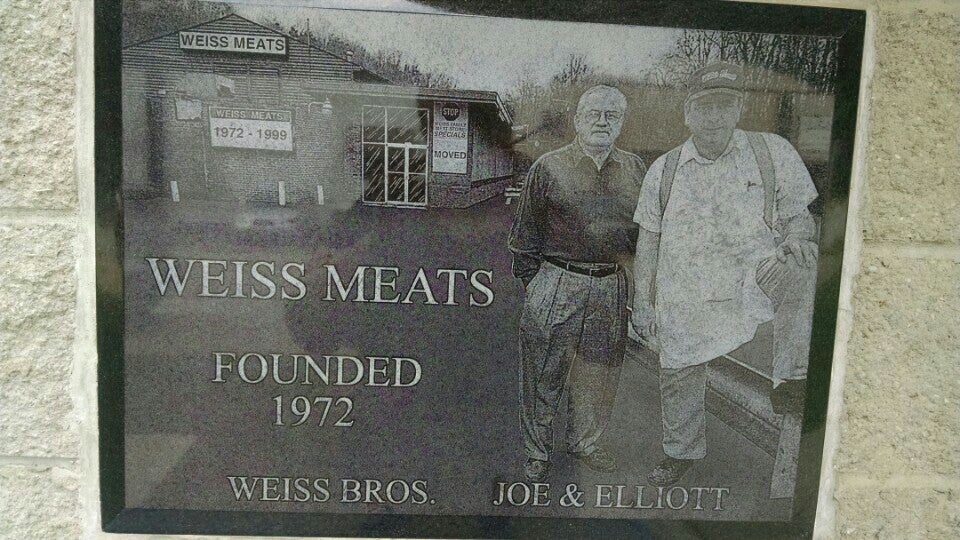 WEISS MEATS
WEISS MEATS
1972 - 1999
STOP
SPECIALS
MOVED
WEISS MEATS
FOUNDED
1972
WEISS BROS. JOE & ELLIOTT